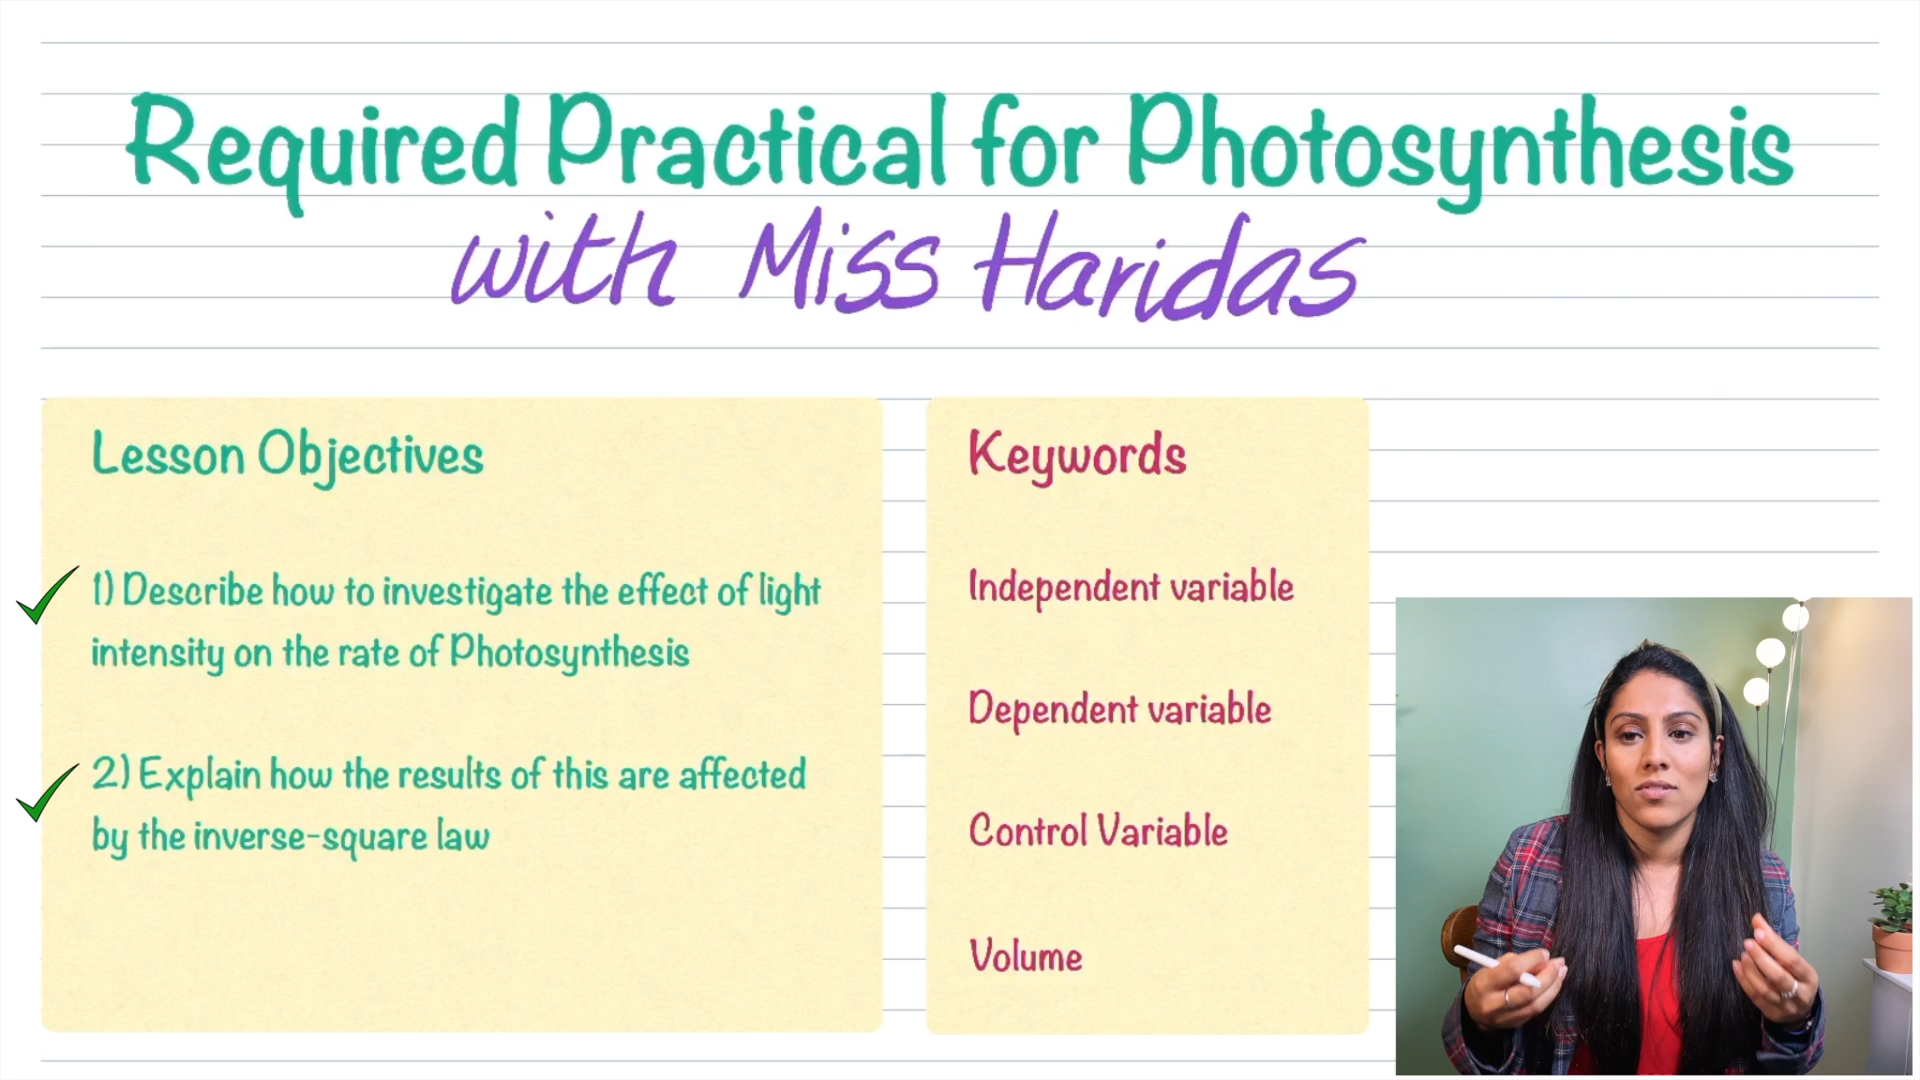 Required Practical for Photosynthesis
with Miss Haridas
Lesson Objectives
1) Describe how to investigate the effect of light
intensity on the rate of Photosynthesis
2) Explain how the results of this are affected
by the inverse-square law
Keywords
Independent variable
Dependent variable
Control Variable
Volume